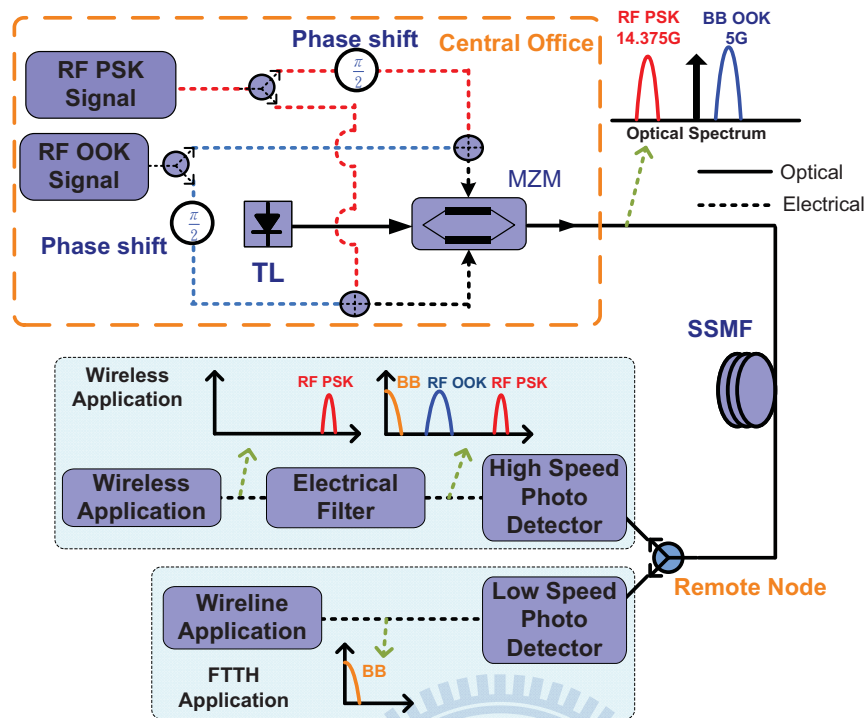 Phase shift
Central Office
RF PSK
Signal
π/2
RF OOK
Signal
π/2
Phase shift
TL
MZM
RF PSK
14.375G
BB OOK
5G
Optical Spectrum
Optical
Electrical
SSMF
Wireless
Application
RF PSK
BB
RF OOK
RF PSK
Wireless
Application
Electrical
Filter
High Speed
Photo
Detector
Remote Node
Wireline
Application
Low Speed
Photo
Detector
FTTH
Application
BB